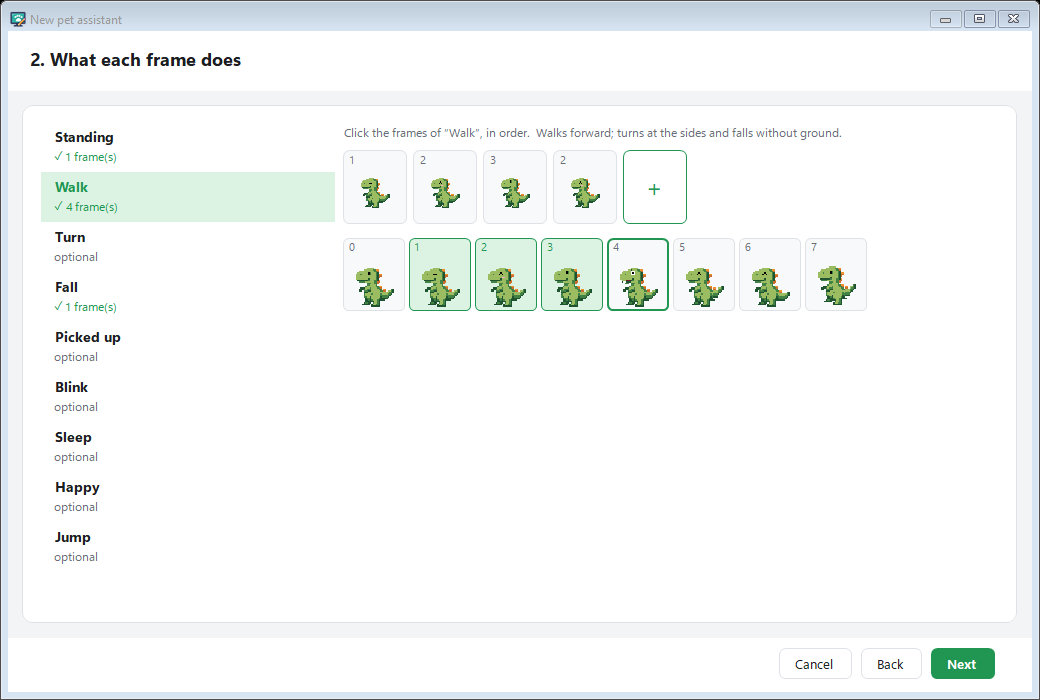 New pet assistant
2. What each frame does
Standing
✓ 1 frame(s)
Walk
✓ 4 frame(s)
Turn
optional
Fall
✓ 1 frame(s)
Picked up
optional
Blink
optional
Sleep
optional
Happy
optional
Jump
optional
Click the frames of “Walk”, in order.  Walks forward; turns at the sides and falls without ground.
1 2 3 2 +
0 1 2 3 4 5 6 7
Cancel Back Next